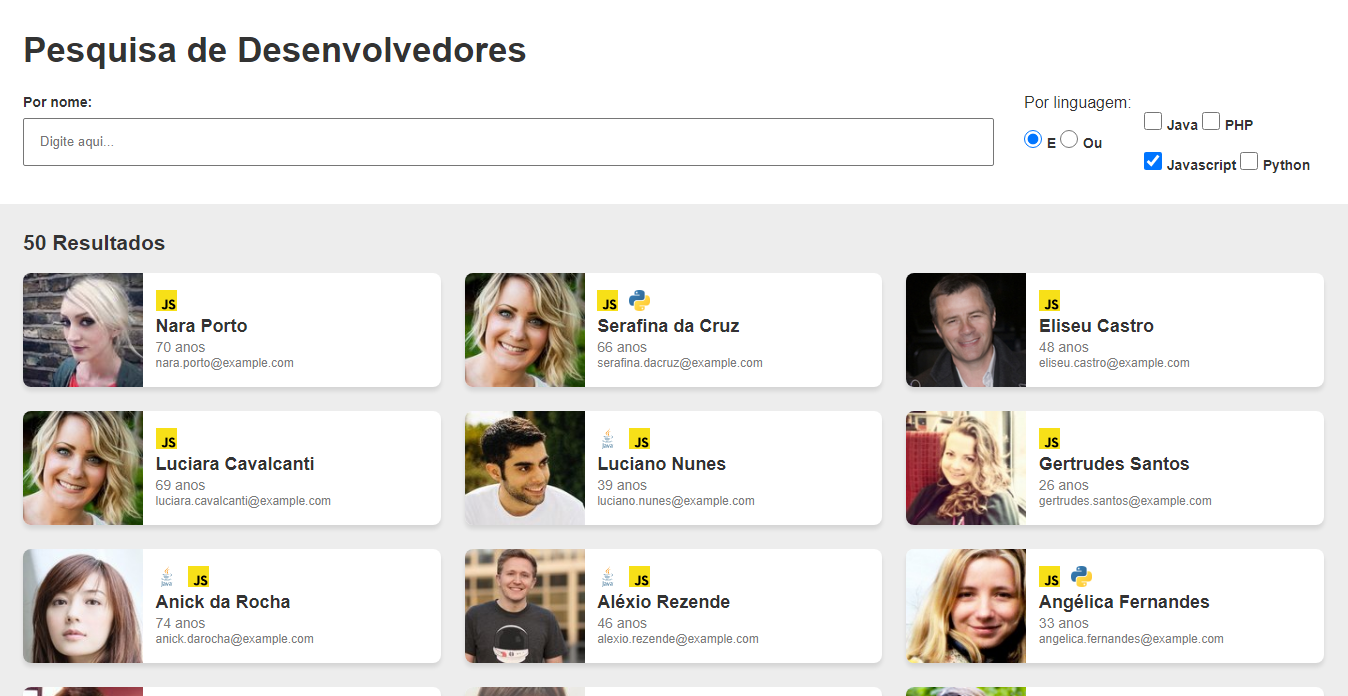 Pesquisa de Desenvolvedores
Por nome:
Digite aqui...
Por linguagem:
E Ou
Java PHP
Javascript Python
50 Resultados
JS
Nara Porto
70 anos
nara.porto@example.com
JS
Serafina da Cruz
66 anos
serafina.dacruz@example.com
JS
Eliseu Castro
48 anos
eliseu.castro@example.com
JS
Luciara Cavalcanti
69 anos
luciara.cavalcanti@example.com
Java JS
Luciano Nunes
39 anos
luciano.nunes@example.com
JS
Gertrudes Santos
26 anos
gertrudes.santos@example.com
Java JS
Anick da Rocha
74 anos
anick.darocha@example.com
Java JS
Aléxio Rezende
46 anos
alexio.rezende@example.com
JS
Angélica Fernandes
33 anos
angelica.fernandes@example.com